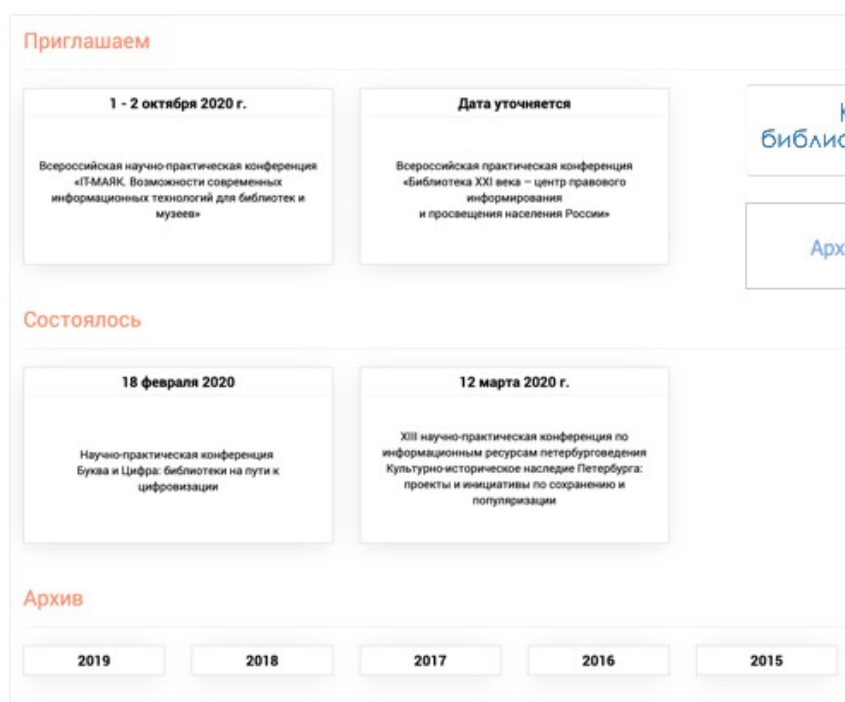 Приглашаем
1 - 2 октября 2020 г.
Всероссийская научно-практическая конференция
«IT-МАЯК. Возможности современных
информационных технологий для библиотек и
музеев»
Дата уточняется
Всероссийская практическая конференция
«Библиотека XXI века – центр правового
информирования
и просвещения населения России»
Состоялось
18 февраля 2020
Научно-практическая конференция
Буква и Цифра: библиотеки на пути к
цифровизации
12 марта 2020 г.
XIII научно-практическая конференция по
информационным ресурсам петербурговедения
Культурно-историческое наследие Петербурга:
проекты и инициативы по сохранению и
популяризации
Архив
2019
2018
2017
2016
2015